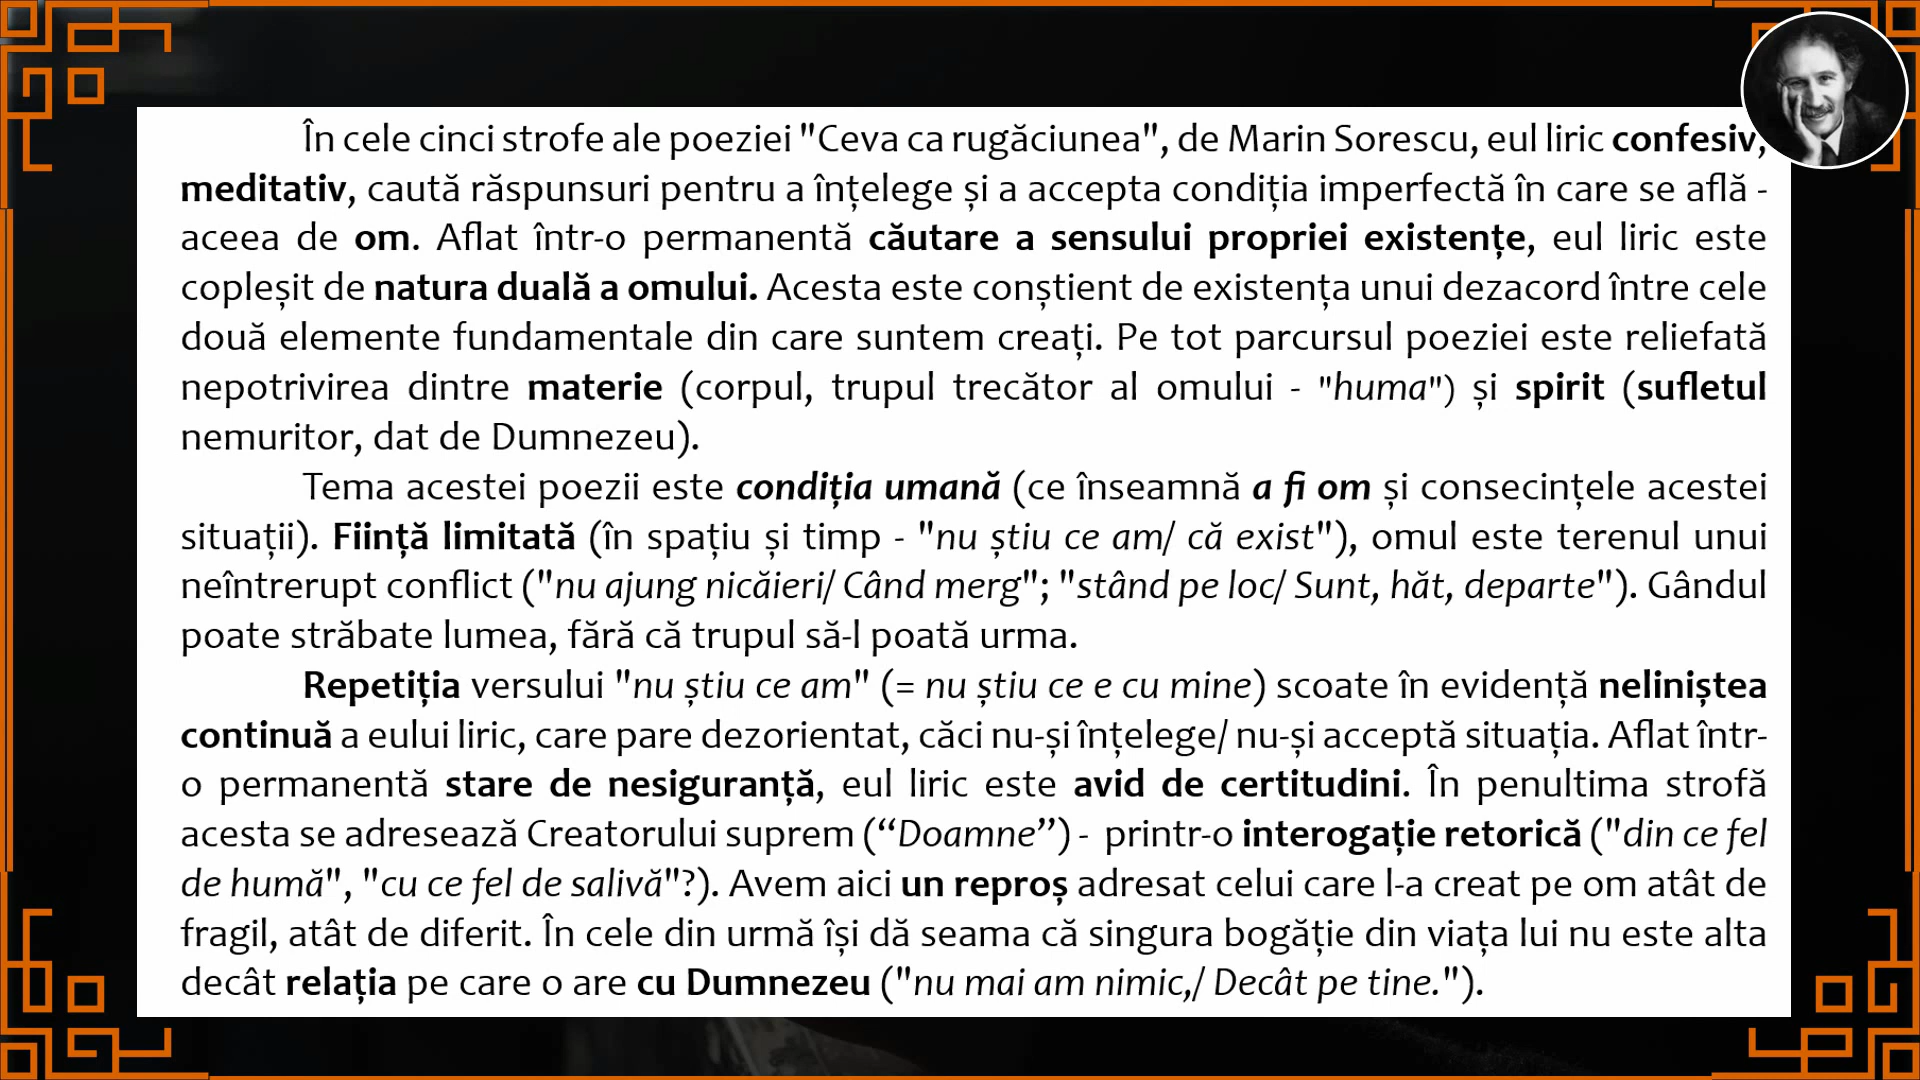 În cele cinci strofe ale poeziei "Ceva ca rugăciunea", de Marin Sorescu, eul liric confesiv,
meditativ, caută răspunsuri pentru a înțelege și a accepta condiția imperfectă în care se află -
aceea de om. Aflat într-o permanentă căutare a sensului propriei existențe, eul liric este
copleșit de natura duală a omului. Acesta este conștient de existența unui dezacord între cele
două elemente fundamentale din care suntem creați. Pe tot parcursul poeziei este reliefată
nepotrivirea dintre materie (corpul, trupul trecător al omului - "huma") și spirit (sufletul
nemuritor, dat de Dumnezeu).
Tema acestei poezii este condiția umană (ce înseamnă a fi om și consecințele acestei
situații). Ființă limitată (în spațiu și timp - "nu știu ce am/ că exist"), omul este terenul unui
neîntrerupt conflict ("nu ajung nicăieri/ Când merg"; "stând pe loc/ Sunt, hăt, departe"). Gândul
poate străbate lumea, fără că trupul să-l poată urma.
Repetiția versului "nu știu ce am" (= nu știu ce e cu mine) scoate în evidență neliniștea
continuă a eului liric, care pare dezorientat, căci nu-și înțelege/ nu-și acceptă situația. Aflat într-
o permanentă stare de nesiguranță, eul liric este avid de certitudini. În penultima strofă
acesta se adresează Creatorului suprem (“Doamne”) - printr-o interogație retorică ("din ce fel
de humă", "cu ce fel de salivă"?). Avem aici un reproș adresat celui care l-a creat pe om atât de
fragil, atât de diferit. În cele din urmă își dă seama că singura bogăție din viața lui nu este alta
decât relația pe care o are cu Dumnezeu ("nu mai am nimic,/ Decât pe tine.").